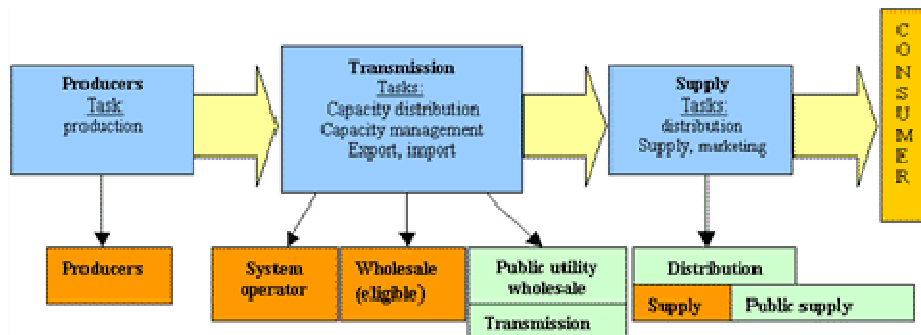 Producers
Task
production
Transmission
Tasks:
Capacity distribution
Capacity management
Export, import
Supply
Tasks:
distribution
Supply, marketing
CONSUMER
Producers
System
operator
Wholesale
(eligible)
Public utility
wholesale
Transmission
Distribution
Supply
Public supply